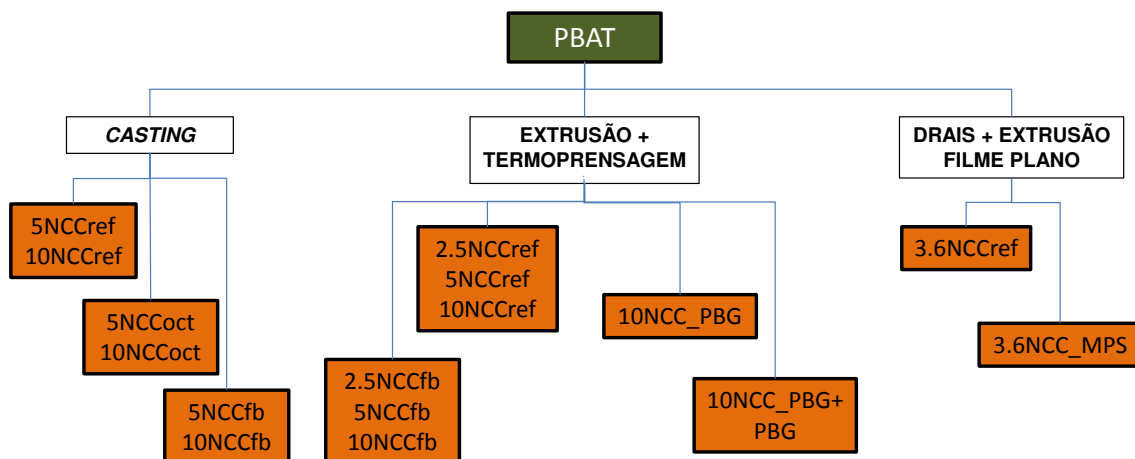 PBAT
CASTING
EXTRUSÃO +
TERMOPRENSAGEM
DRAIS + EXTRUSÃO
FILME PLANO
5NCCref
10NCCref
5NCCoct
10NCCoct
5NCCfb
10NCCfb
2.5NCCfb
5NCCfb
10NCCfb
2.5NCCref
5NCCref
10NCCref
10NCC_PBG
10NCC_PBG+
PBG
3.6NCCref
3.6NCC_MPS